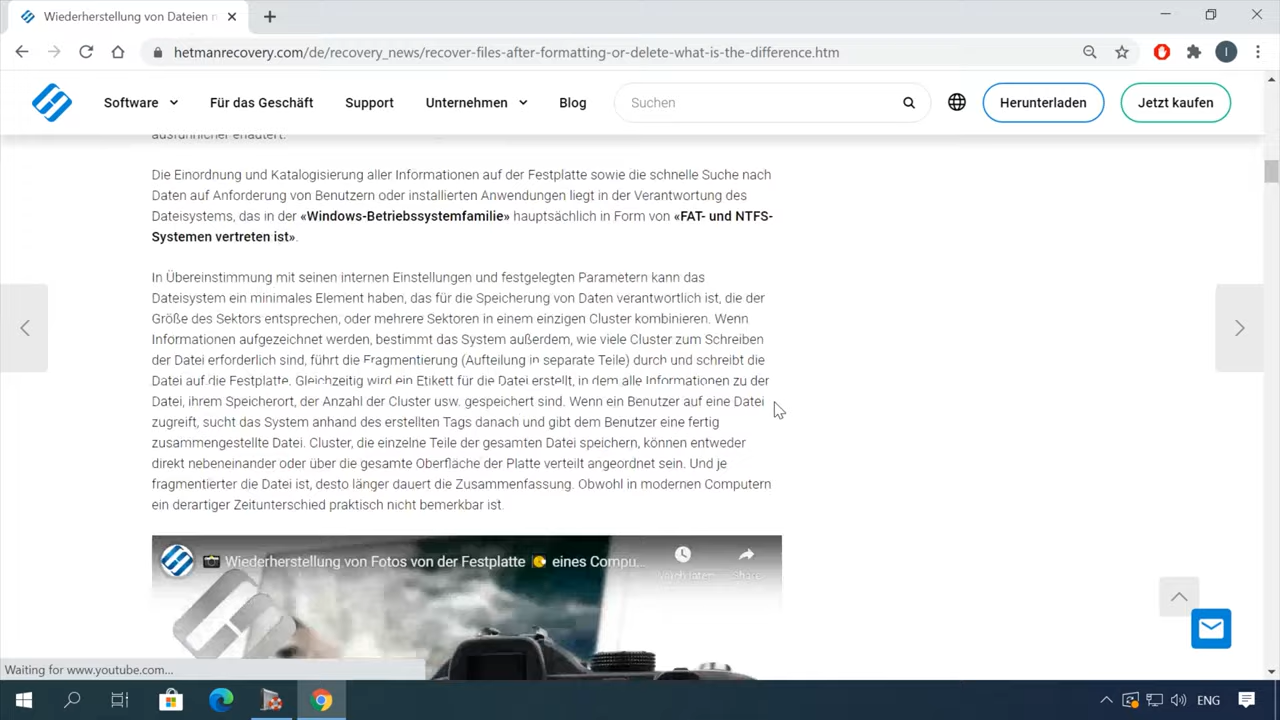 Wiederherstellung von Dateien n
hetmanrecovery.com/de/recovery_news/recover-files-after-formatting-or-delete-what-is-the-difference.htm
I
Software
Für das Geschäft
Support
Unternehmen
Blog
Suchen
Herunterladen
Jetzt kaufen
ausführlicher erläutert.
Die Einordnung und Katalogisierung aller Informationen auf der Festplatte sowie die schnelle Suche nach
Daten auf Anforderung von Benutzern oder installierten Anwendungen liegt in der Verantwortung des
Dateisystems, das in der «Windows-Betriebssystemfamilie» hauptsächlich in Form von «FAT- und NTFS-
Systemen vertreten ist».
In Übereinstimmung mit seinen internen Einstellungen und festgelegten Parametern kann das
Dateisystem ein minimales Element haben, das für die Speicherung von Daten verantwortlich ist, die der
Größe des Sektors entsprechen, oder mehrere Sektoren in einem einzigen Cluster kombinieren. Wenn
Informationen aufgezeichnet werden, bestimmt das System außerdem, wie viele Cluster zum Schreiben
der Datei erforderlich sind, führt die Fragmentierung (Aufteilung in separate Teile) durch und schreibt die
Datei auf die Festplatte. Gleichzeitig wird ein Etikett für die Datei erstellt, in dem alle Informationen zu der
Datei, ihrem Speicherort, der Anzahl der Cluster usw. gespeichert sind. Wenn ein Benutzer auf eine Datei
zugreift, sucht das System anhand des erstellten Tags danach und gibt dem Benutzer eine fertig
zusammengestellte Datei. Cluster, die einzelne Teile der gesamten Datei speichern, können entweder
direkt nebeneinander oder über die gesamte Oberfläche der Platte verteilt angeordnet sein. Und je
fragmentierter die Datei ist, desto länger dauert die Zusammenfassung. Obwohl in modernen Computern
ein derartiger Zeitunterschied praktisch nicht bemerkbar ist.
Wiederherstellung von Fotos von der Festplatte eines Compu...
Watch later
Share
Waiting for www.youtube.com...
ENG